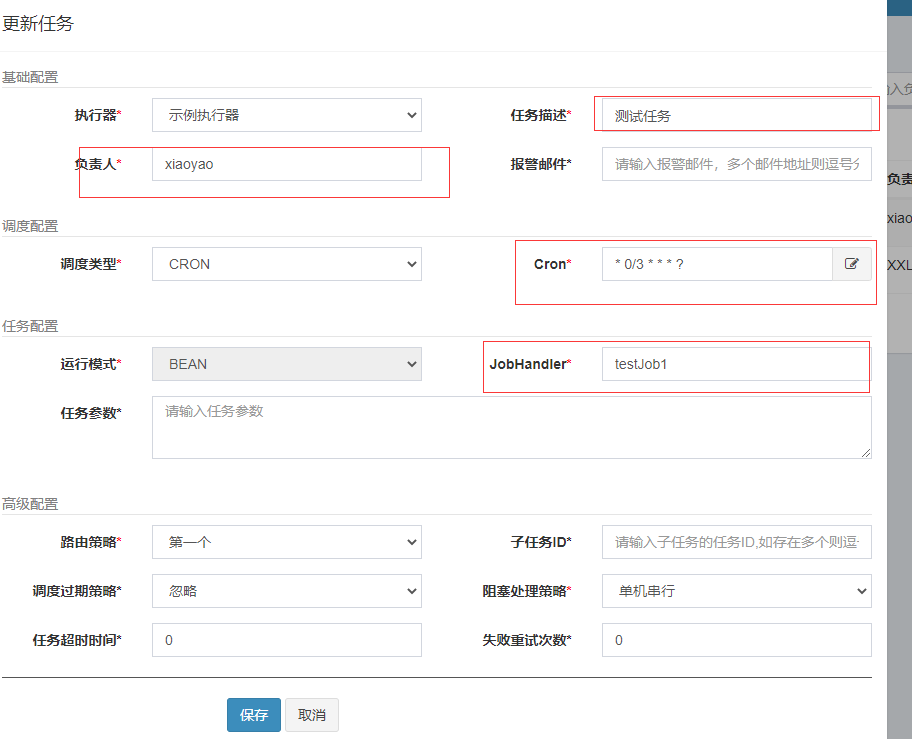 更新任务
基础配置
执行器* 示例执行器 任务描述* 测试任务
负责人* xiaoyao 报警邮件* 请输入报警邮件，多个邮件地址则逗号分
调度配置
调度类型* CRON Cron* * 0/3 * * * ?
任务配置
运行模式* BEAN JobHandler* testJob1
任务参数* 请输入任务参数
高级配置
路由策略* 第一个 子任务ID* 请输入子任务的任务ID,如存在多个则逗
调度过期策略* 忽略 阻塞处理策略* 单机串行
任务超时时间* 0 失败重试次数* 0
保存 取消
入负
负责
xiao
XXL